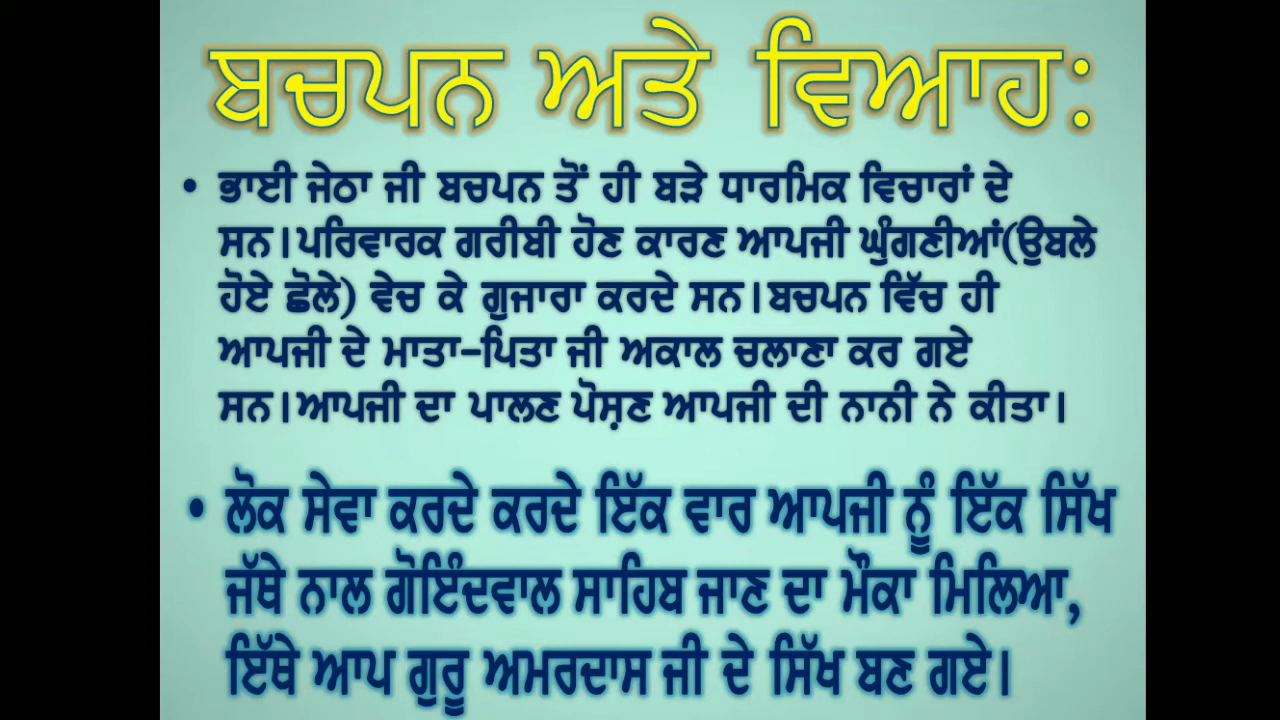 ਬਚਪਨ ਅਤੇ ਵਿਆਹ:
• ਭਾਈ ਜੇਠਾ ਜੀ ਬਚਪਨ ਤੋਂ ਹੀ ਬੜੇ ਧਾਰਮਿਕ ਵਿਚਾਰਾਂ ਦੇ
ਸਨ।ਪਰਿਵਾਰਕ ਗਰੀਬੀ ਹੋਣ ਕਾਰਣ ਆਪਜੀ ਘੁੰਗਣੀਆਂ(ਉਬਲੇ
ਹੋਏ ਛੋਲੇ) ਵੇਚ ਕੇ ਗੁਜਾਰਾ ਕਰਦੇ ਸਨ।ਬਚਪਨ ਵਿੱਚ ਹੀ
ਆਪਜੀ ਦੇ ਮਾਤਾ-ਪਿਤਾ ਜੀ ਅਕਾਲ ਚਲਾਣਾ ਕਰ ਗਏ
ਸਨ।ਆਪਜੀ ਦਾ ਪਾਲਣ ਪੋਸ਼ਣ ਆਪਜੀ ਦੀ ਨਾਨੀ ਨੇ ਕੀਤਾ।
• ਲੋਕ ਸੇਵਾ ਕਰਦੇ ਕਰਦੇ ਇੱਕ ਵਾਰ ਆਪਜੀ ਨੂੰ ਇੱਕ ਸਿੱਖ
ਜੱਥੇ ਨਾਲ ਗੋਇੰਦਵਾਲ ਸਾਹਿਬ ਜਾਣ ਦਾ ਮੌਕਾ ਮਿਲਿਆ,
ਇੱਥੇ ਆਪ ਗੁਰੂ ਅਮਰਦਾਸ ਜੀ ਦੇ ਸਿੱਖ ਬਣ ਗਏ।